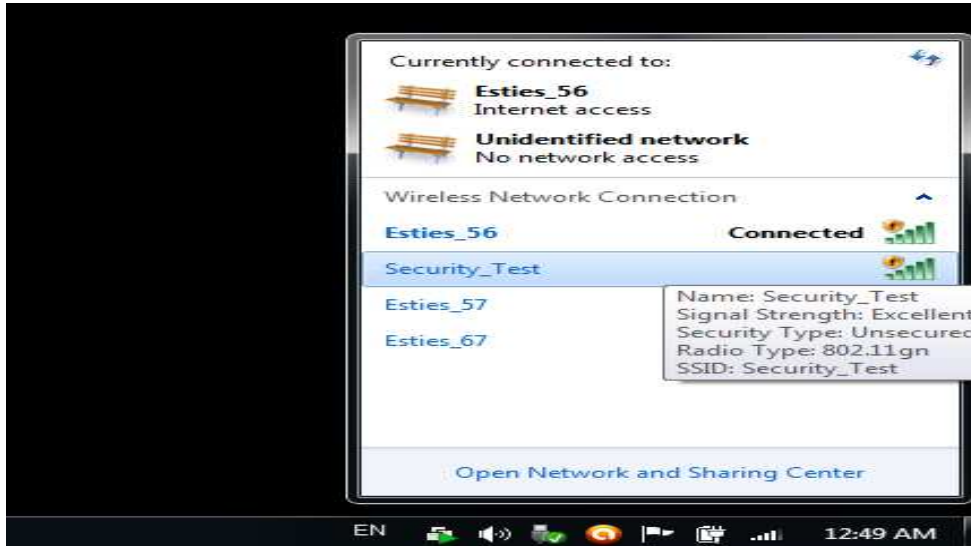 Currently connected to:
Esties_56
Internet access
Unidentified network
No network access
Wireless Network Connection
Esties_56 Connected
Security_Test
Esties_57
Esties_67
Name: Security_Test
Signal Strength: Excellent
Security Type: Unsecured
Radio Type: 802.11gn
SSID: Security_Test
Open Network and Sharing Center
EN 12:49 AM